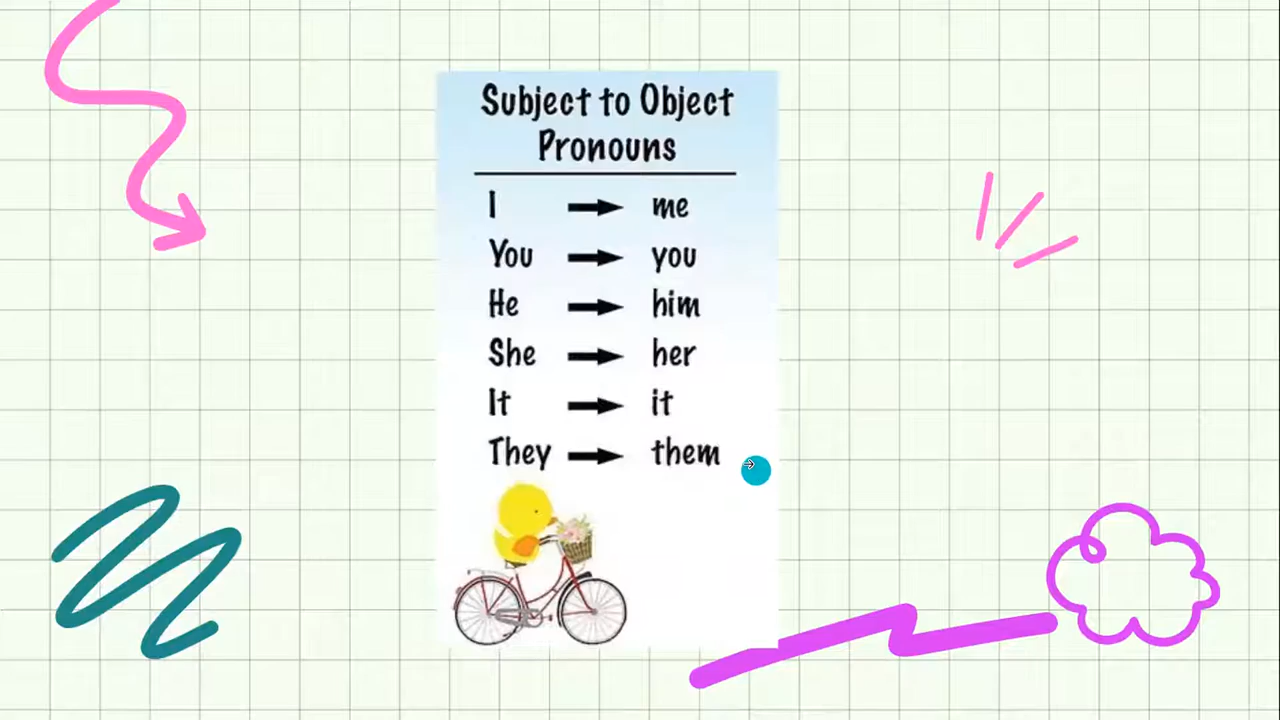 Subject to Object
Pronouns
I → me
You → you
He → him
She → her
It → it
They → them